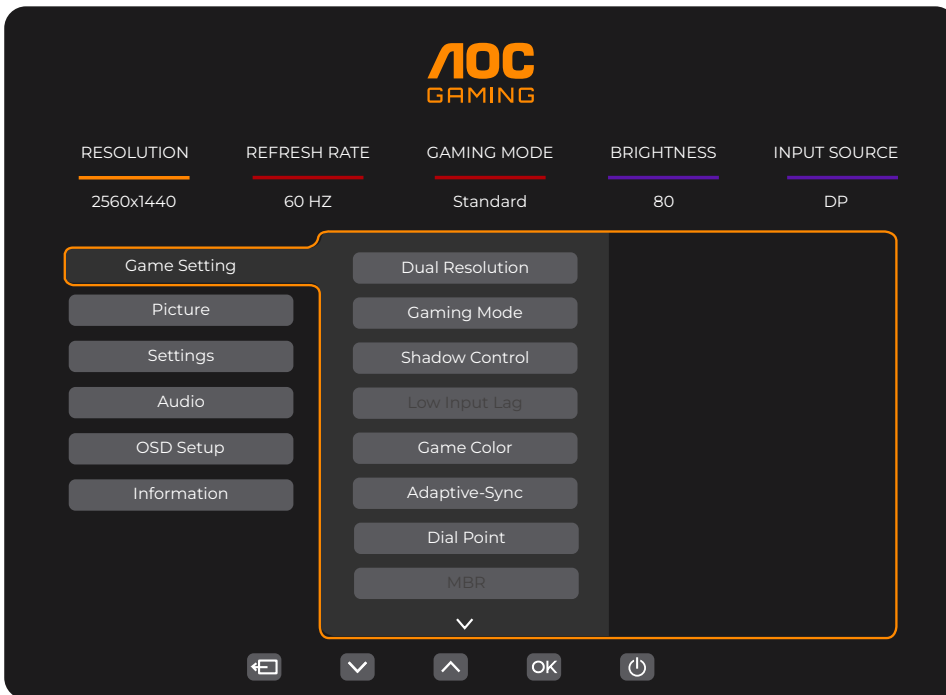 AOC
GAMING
RESOLUTION REFRESH RATE GAMING MODE BRIGHTNESS INPUT SOURCE
2560x1440 60 HZ Standard 80 DP
Game Setting
Picture
Settings
Audio
OSD Setup
Information
Dual Resolution
Gaming Mode
Shadow Control
Low Input Lag
Game Color
Adaptive-Sync
Dial Point
MBR
OK